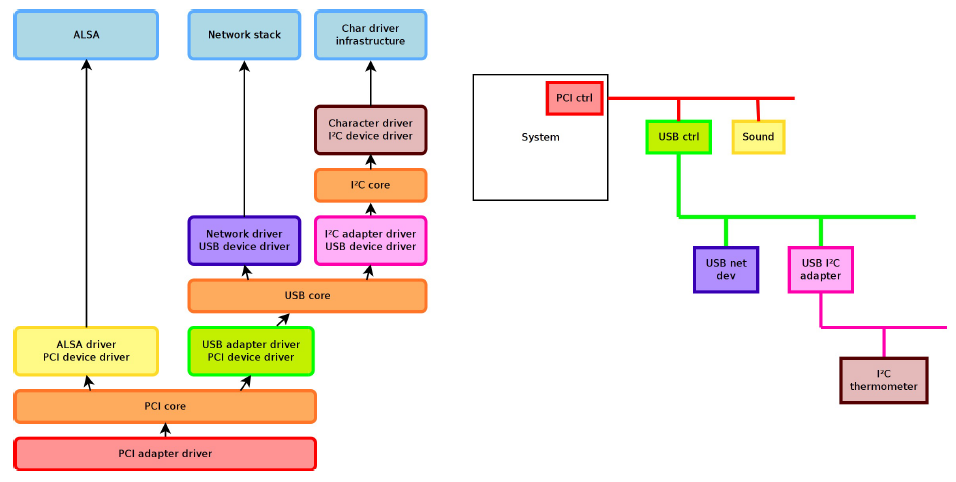 ALSA
Network stack
Char driver
infrastructure
Character driver
I²C device driver
I²C core
Network driver
USB device driver
I²C adapter driver
USB device driver
USB core
ALSA driver
PCI device driver
USB adapter driver
PCI device driver
PCI core
PCI adapter driver
PCI ctrl
System
USB ctrl
Sound
USB net
dev
USB I²C
adapter
I²C
thermometer